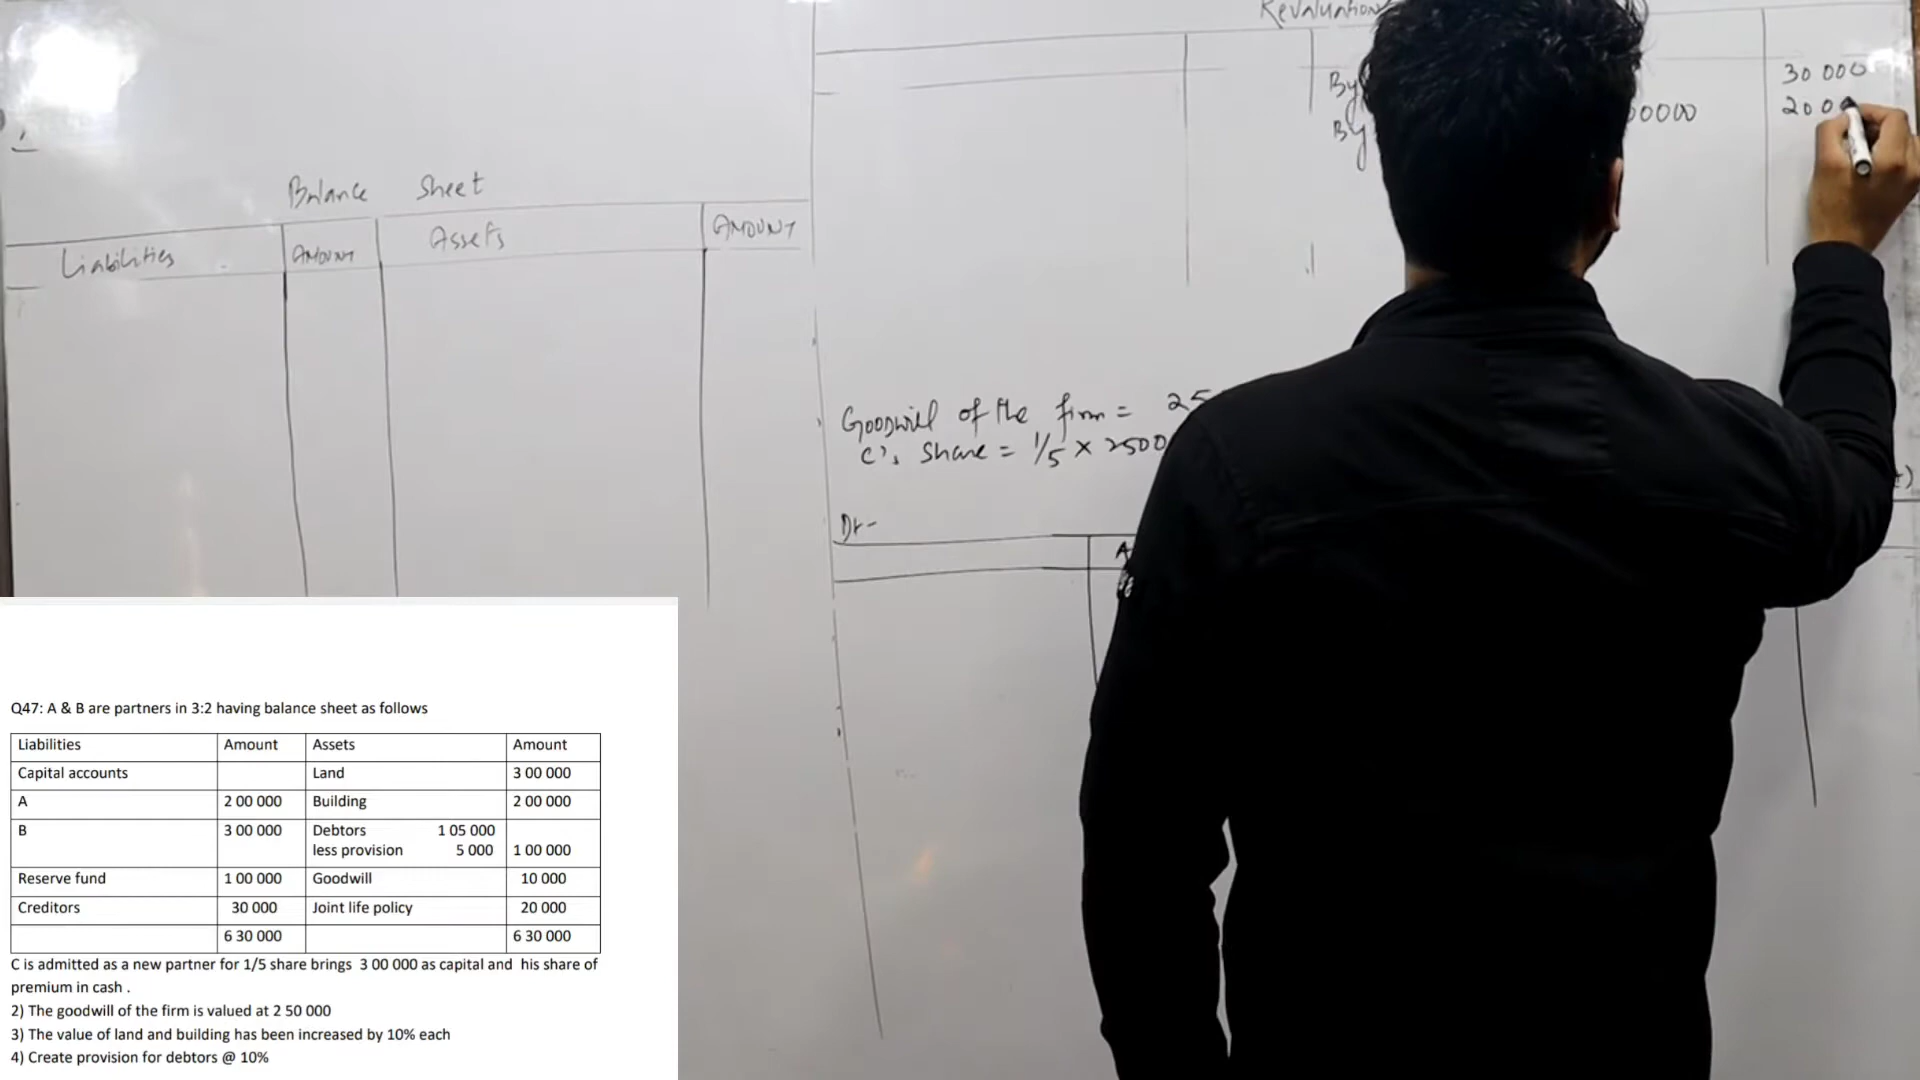 Balance Sheet
Liabilities AMOUNT Assets AMOUNT
Revaluation
By 30 000
By 0000
Goodwill of the firm = 25
C's Share = 1/5 × 2500
Dr-
A
Q47: A & B are partners in 3:2 having balance sheet as follows
Liabilities Amount Assets Amount
Capital accounts Land 3 00 000
A 2 00 000 Building 2 00 000
B 3 00 000 Debtors 1 05 000
less provision 5 000 1 00 000
Reserve fund 1 00 000 Goodwill 10 000
Creditors 30 000 Joint life policy 20 000
6 30 000 6 30 000
C is admitted as a new partner for 1/5 share brings 3 00 000 as capital and his share of
premium in cash .
2) The goodwill of the firm is valued at 2 50 000
3) The value of land and building has been increased by 10% each
4) Create provision for debtors @ 10%